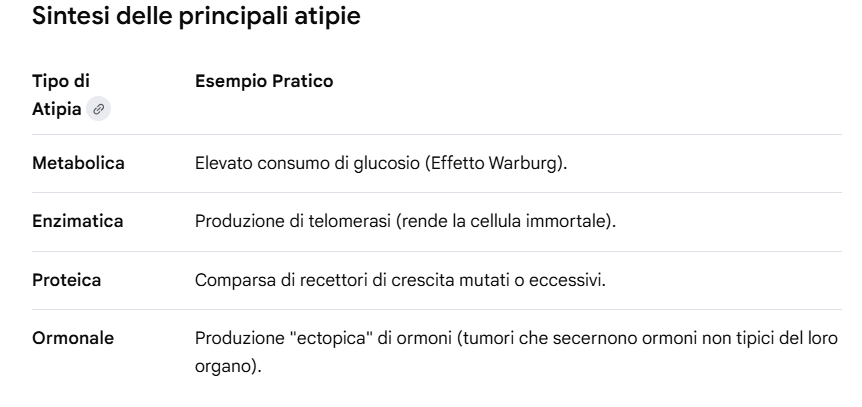 Sintesi delle principali atipie
Tipo di
Atipia
Esempio Pratico
Metabolica
Elevato consumo di glucosio (Effetto Warburg).
Enzimatica
Produzione di telomerasi (rende la cellula immortale).
Proteica
Comparsa di recettori di crescita mutati o eccessivi.
Ormonale
Produzione "ectopica" di ormoni (tumori che secernono ormoni non tipici del loro
organo).